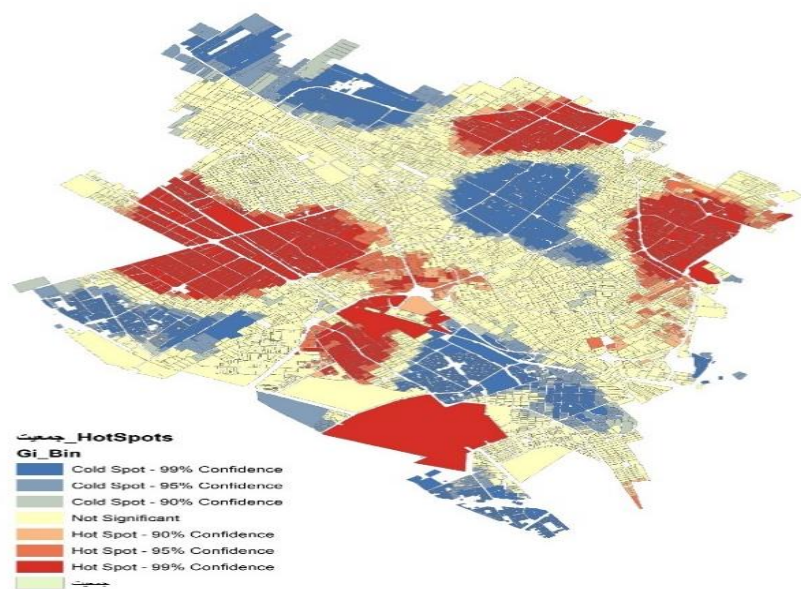 جمعیت_HotSpots
Gi_Bin
Cold Spot - 99% Confidence
Cold Spot - 95% Confidence
Cold Spot - 90% Confidence
Not Significant
Hot Spot - 90% Confidence
Hot Spot - 95% Confidence
Hot Spot - 99% Confidence
جمعیت